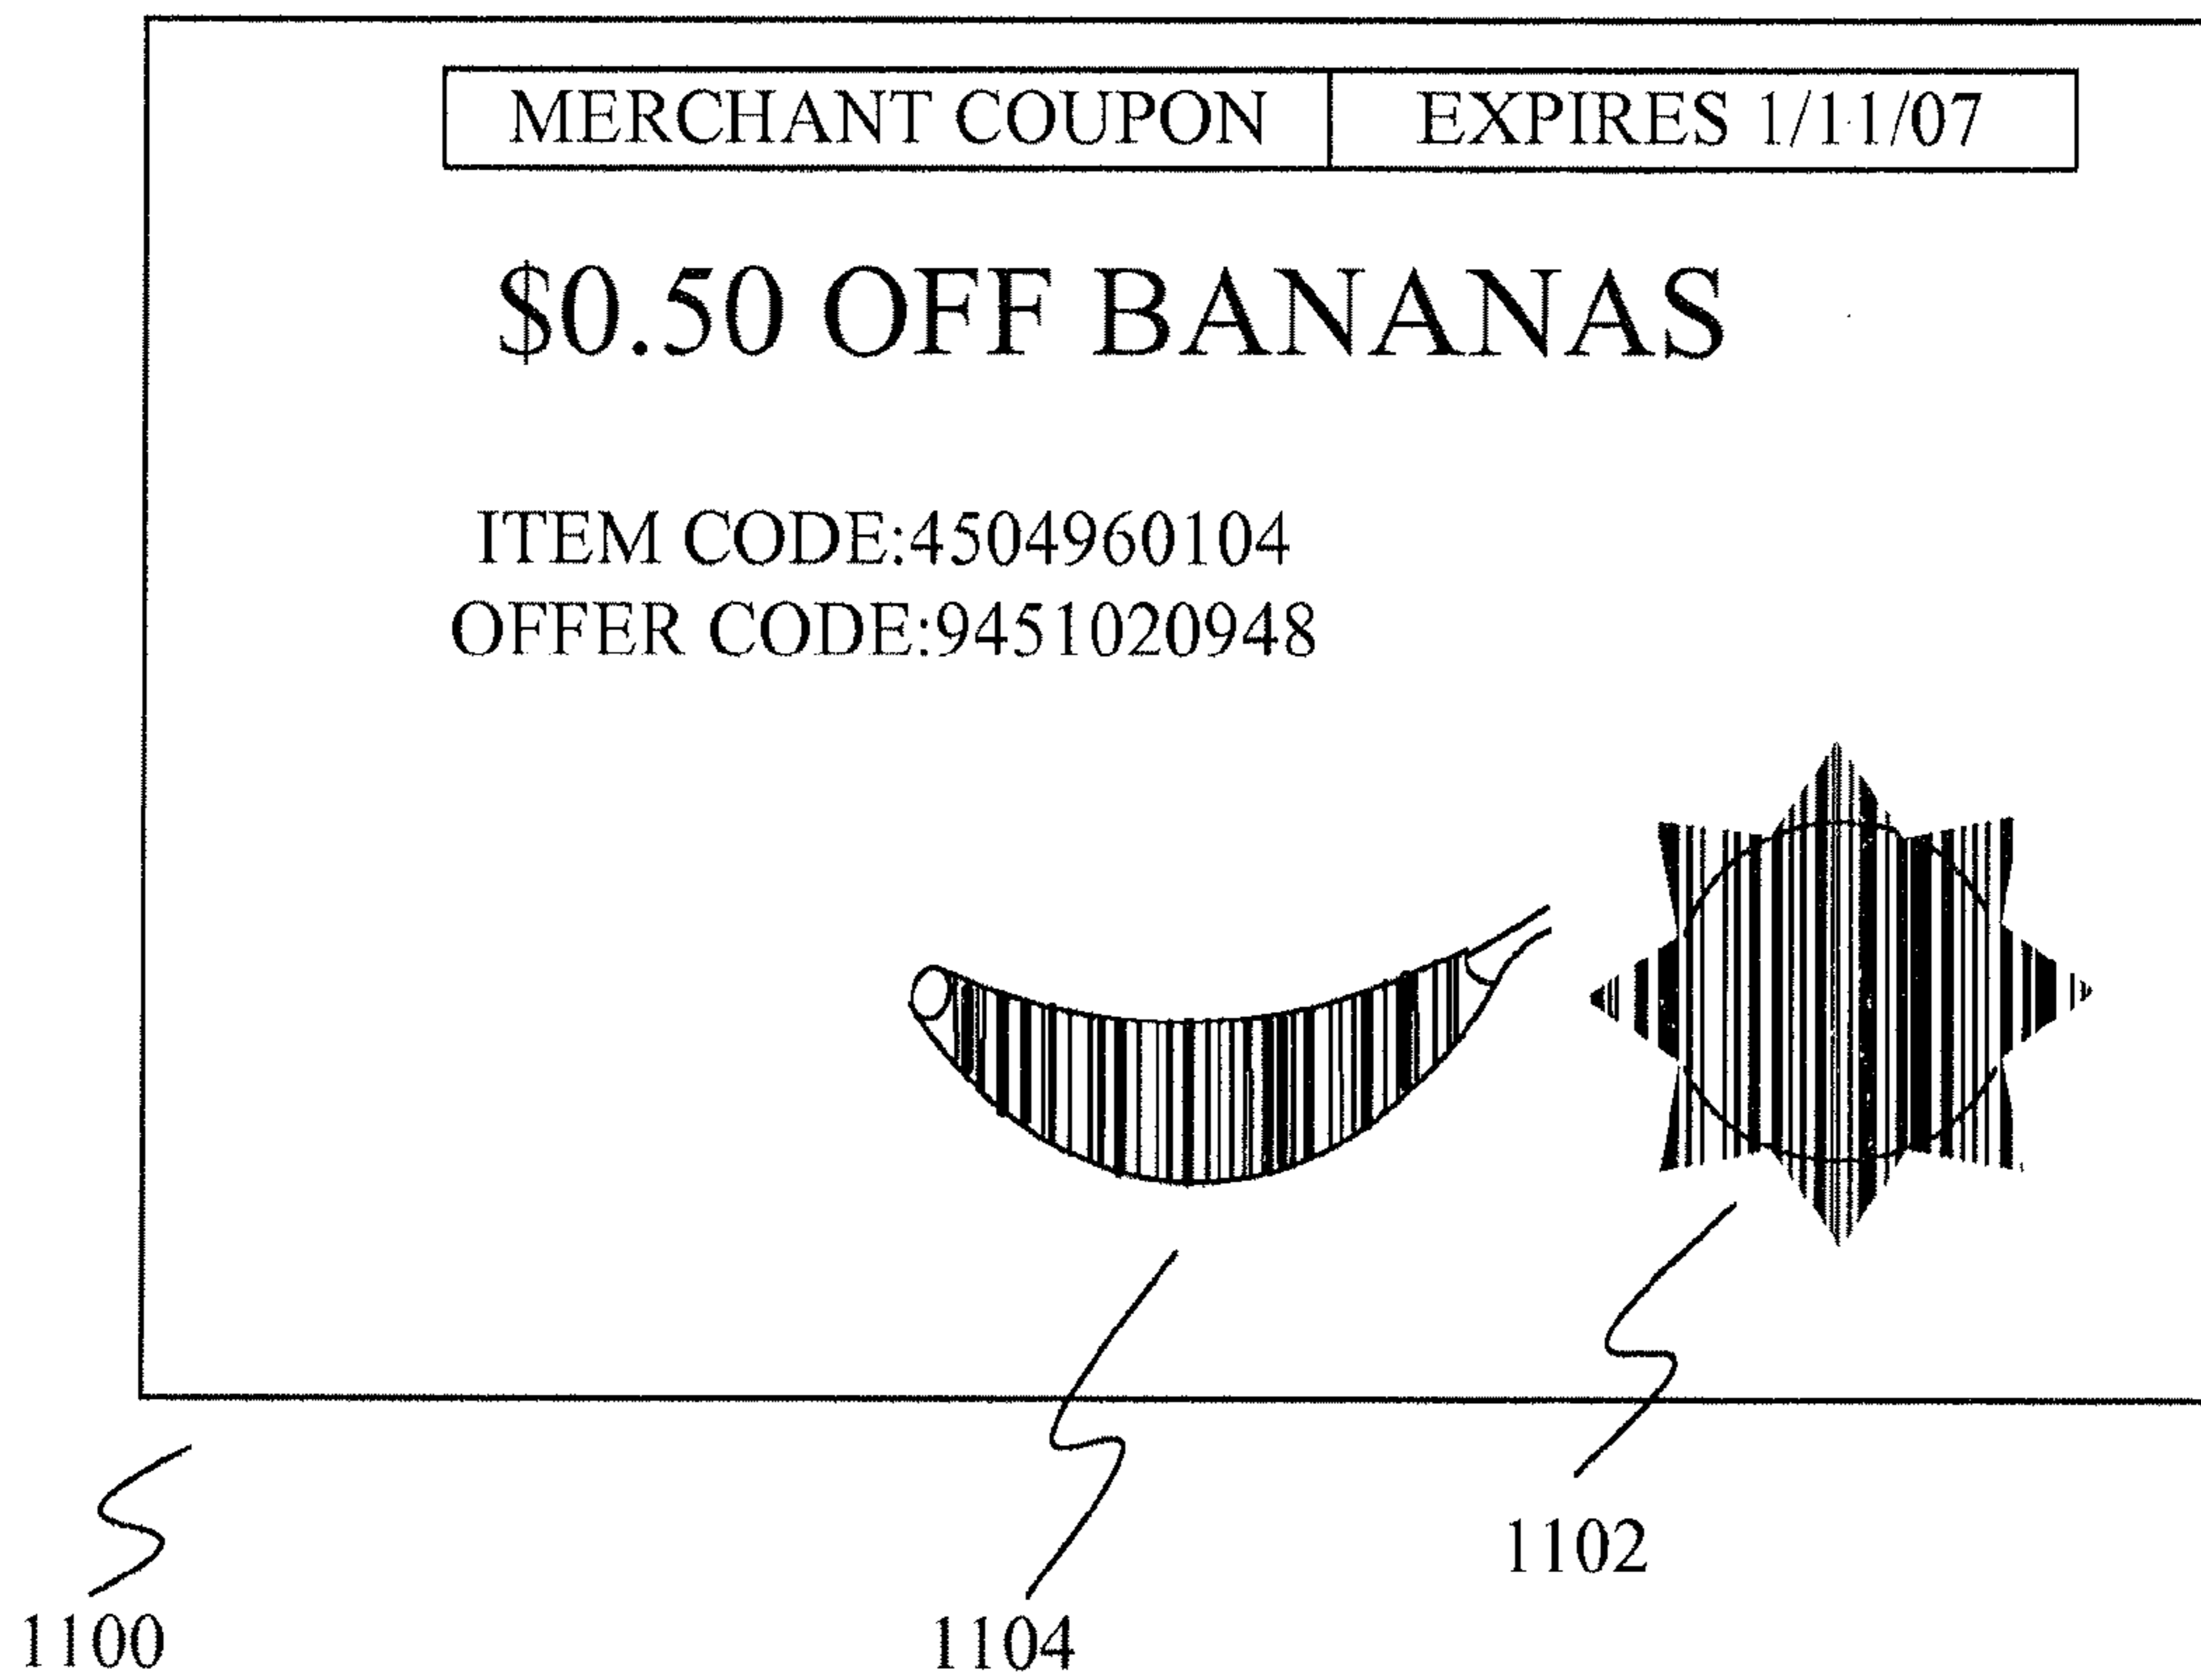 MERCHANT COUPON EXPIRES 1/11/07
$0.50 OFF BANANAS
ITEM CODE:4504960104
OFFER CODE:9451020948
1102
1100 1104